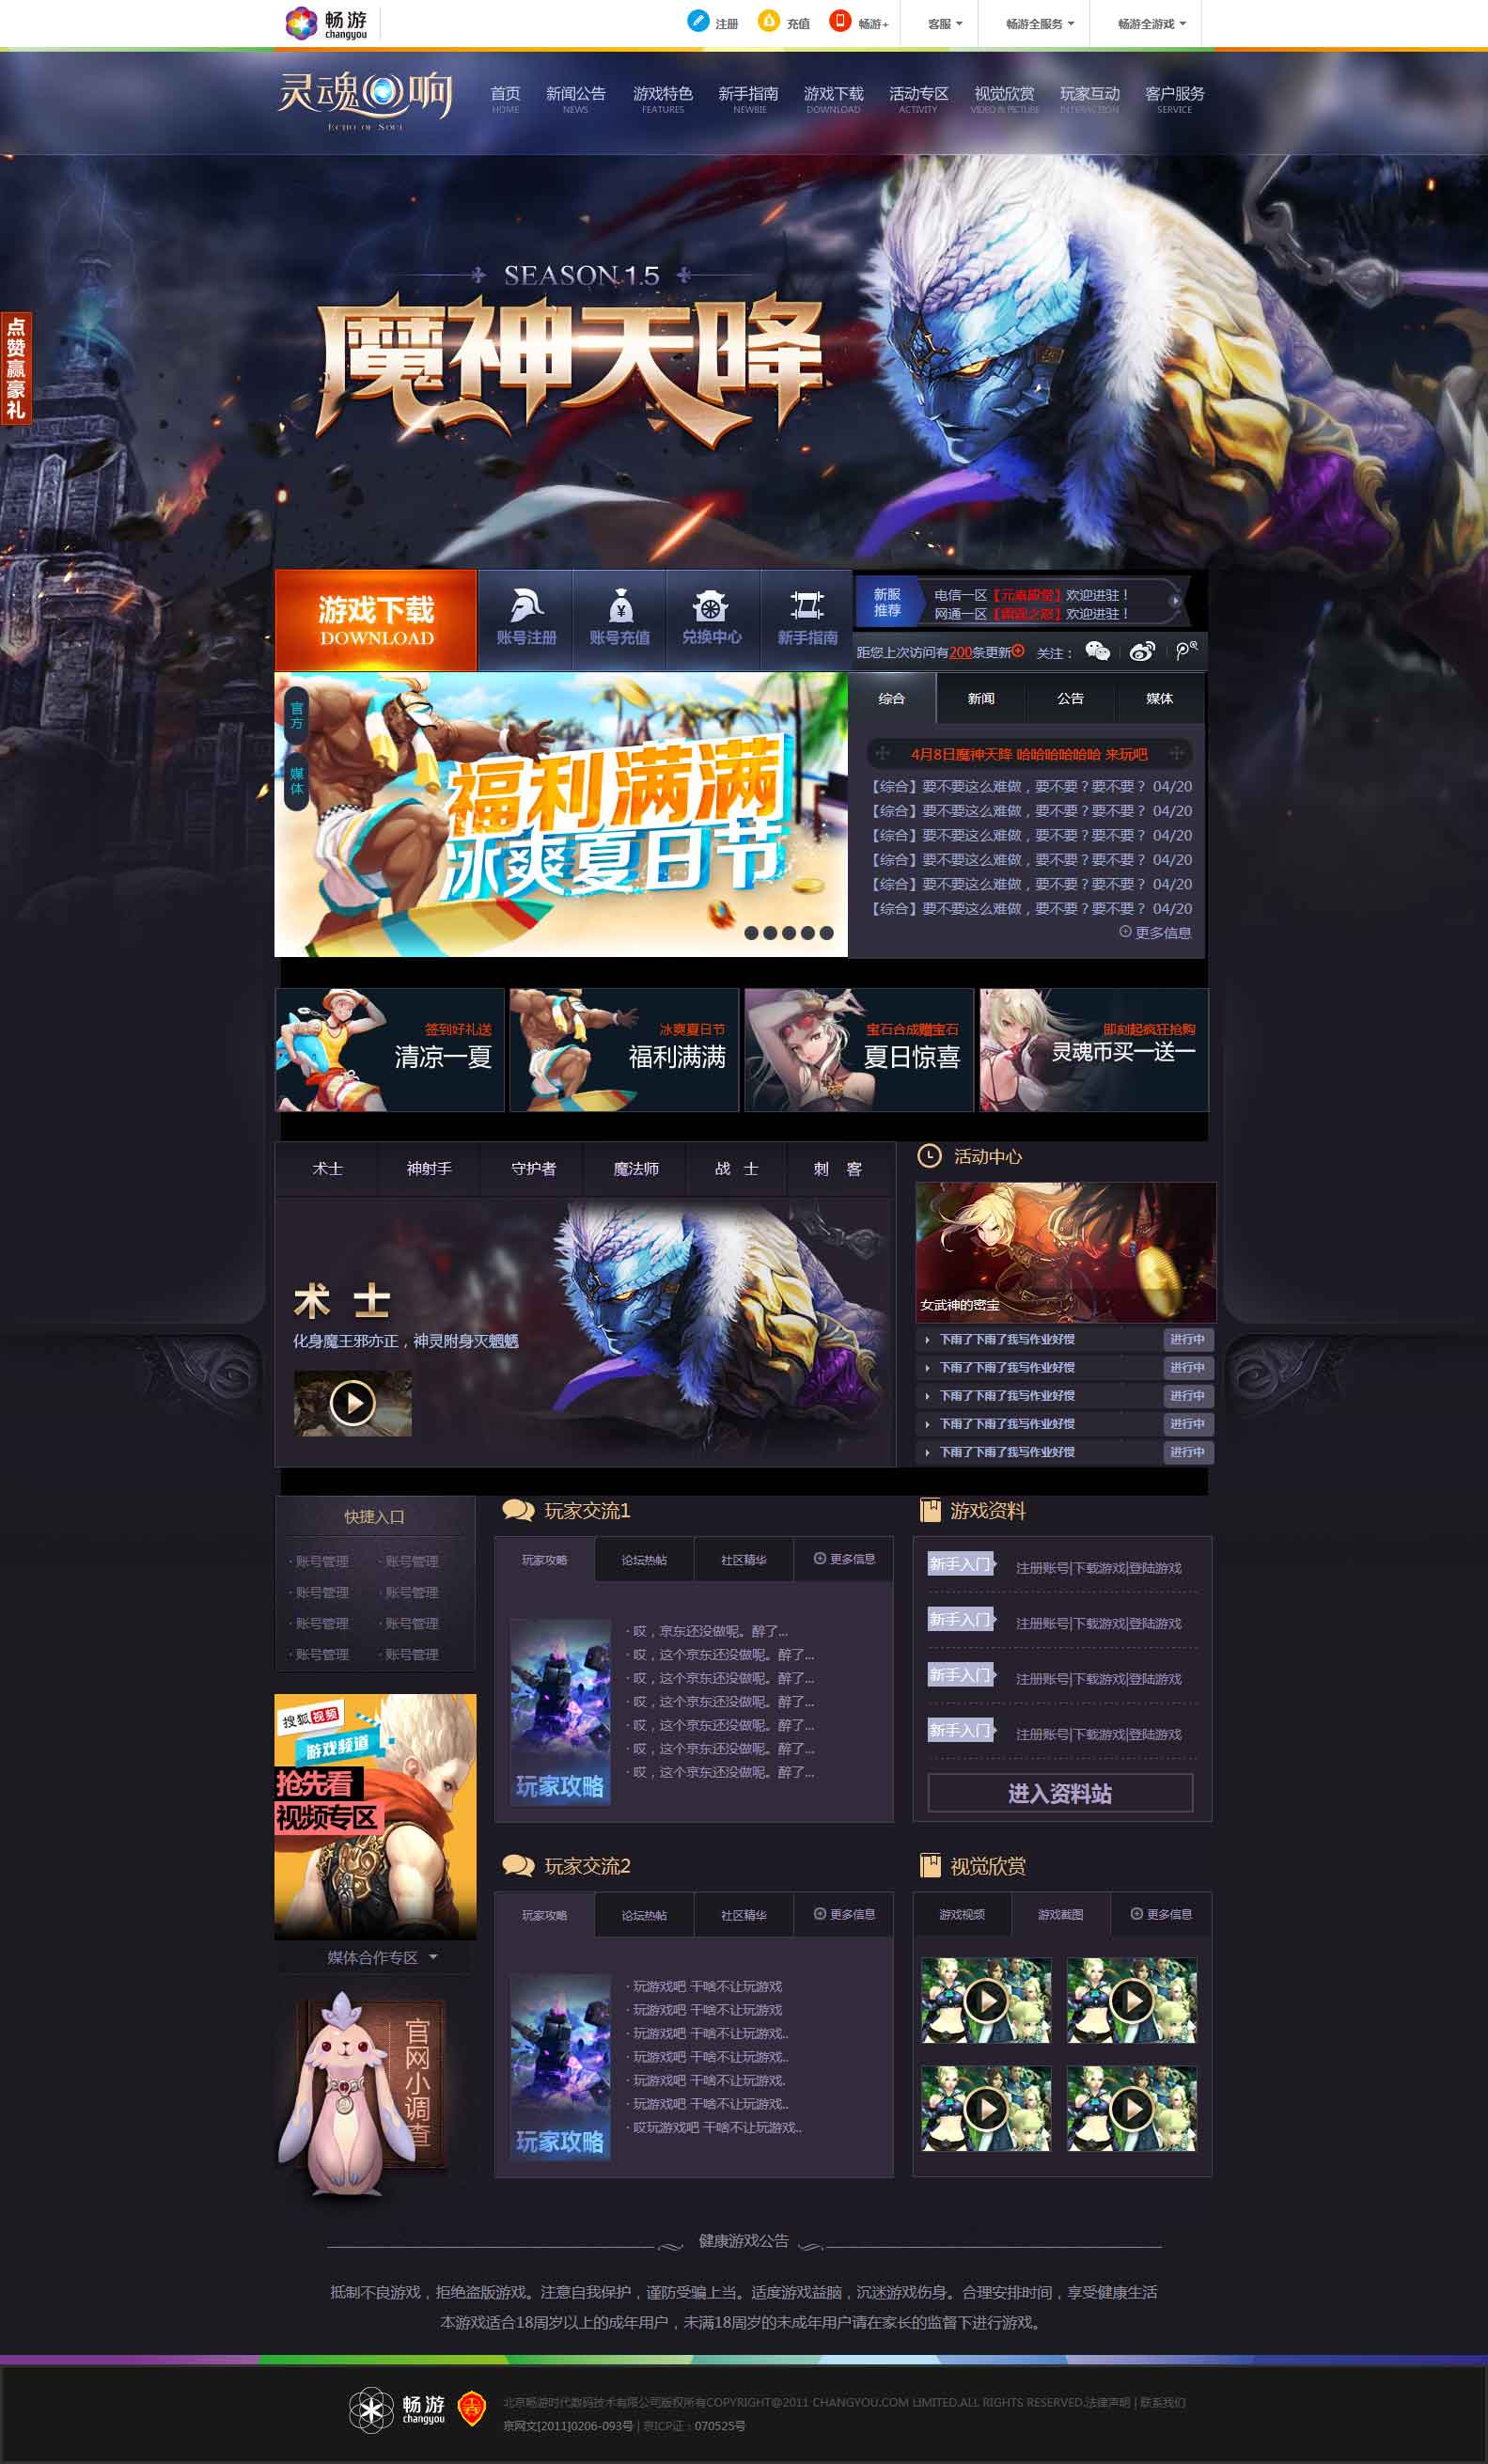 畅游
changyou
注册
充值
畅游+
客服
畅游全服务
畅游全游戏
灵魂回响
ECHO OF SOUL
首页 新闻公告 游戏特色 新手指南 游戏下载 活动专区 视觉欣赏 玩家互动 客户服务
HOME NEWS FEATURES NEWBIE DOWNLOAD ACTIVITY VIDEO & PICTURE INTERACTION SERVICE
SEASON 1.5
魔神天降
点赞赢豪礼
游戏下载
DOWNLOAD
账号注册
账号充值
兑换中心
新手指南
新服
推荐
电信一区【元素殿堂】欢迎进驻！
网通一区【雷霆之怒】欢迎进驻！
距您上次访问有200条更新
关注：
官方
媒体
福利满满
冰爽夏日节
综合 新闻 公告 媒体
4月8日魔神天降 哈哈哈哈哈哈 来玩吧
【综合】要不要这么难做，要不要？要不要？ 04/20
【综合】要不要这么难做，要不要？要不要？ 04/20
【综合】要不要这么难做，要不要？要不要？ 04/20
【综合】要不要这么难做，要不要？要不要？ 04/20
【综合】要不要这么难做，要不要？要不要？ 04/20
【综合】要不要这么难做，要不要？要不要？ 04/20
更多信息
签到好礼送
清凉一夏
冰爽夏日节
福利满满
宝石合成赠宝石
夏日惊喜
即刻起疯狂抢购
灵魂币买一送一
术士 神射手 守护者 魔法师 战 士 刺 客
术 士
化身魔王邪亦正，神灵附身灭魍魉
活动中心
女武神的密宝
下雨了下雨了我写作业好慢 进行中
下雨了下雨了我写作业好慢 进行中
下雨了下雨了我写作业好慢 进行中
下雨了下雨了我写作业好慢 进行中
下雨了下雨了我写作业好慢 进行中
快捷入口
· 账号管理 · 账号管理
· 账号管理 · 账号管理
· 账号管理 · 账号管理
· 账号管理 · 账号管理
搜狐视频
游戏频道
抢先看
视频专区
媒体合作专区
官网小调查
玩家交流1
玩家攻略 论坛热帖 社区精华 更多信息
玩家攻略
· 哎，京东还没做呢。醉了...
· 哎，这个京东还没做呢。醉了...
· 哎，这个京东还没做呢。醉了...
· 哎，这个京东还没做呢。醉了...
· 哎，这个京东还没做呢。醉了...
· 哎，这个京东还没做呢。醉了...
· 哎，这个京东还没做呢。醉了...
游戏资料
新手入门 注册账号|下载游戏|登陆游戏
新手入门 注册账号|下载游戏|登陆游戏
新手入门 注册账号|下载游戏|登陆游戏
新手入门 注册账号|下载游戏|登陆游戏
进入资料站
玩家交流2
玩家攻略 论坛热帖 社区精华 更多信息
玩家攻略
· 玩游戏吧 干啥不让玩游戏
· 玩游戏吧 干啥不让玩游戏
· 玩游戏吧 干啥不让玩游戏..
· 玩游戏吧 干啥不让玩游戏..
· 玩游戏吧 干啥不让玩游戏.
· 玩游戏吧 干啥不让玩游戏..
· 哎玩游戏吧 干啥不让玩游戏..
视觉欣赏
游戏视频 游戏截图 更多信息
健康游戏公告
抵制不良游戏，拒绝盗版游戏。注意自我保护，谨防受骗上当。适度游戏益脑，沉迷游戏伤身。合理安排时间，享受健康生活
本游戏适合18周岁以上的成年用户，未满18周岁的未成年用户请在家长的监督下进行游戏。
畅游
changyou
北京畅游时代数码技术有限公司版权所有COPYRIGHT@2011 CHANGYOU.COM LIMITED.ALL RIGHTS RESERVED.法律声明 | 联系我们
京网文[2011]0206-093号 | 京ICP证：070525号